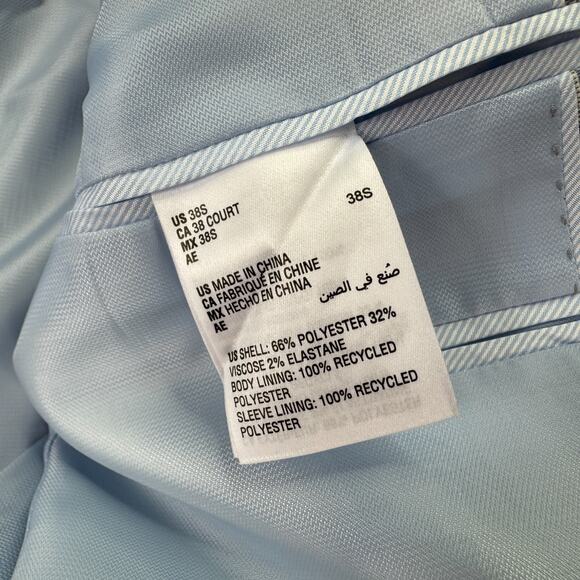 US 38S
CA 38 COURT
MX 38S
AE
38S
US MADE IN CHINA
CA FABRIQUÉ EN CHINE
MX HECHO EN CHINA
AE صُنع في الصين
US SHELL: 66% POLYESTER 32%
VISCOSE 2% ELASTANE
BODY LINING: 100% RECYCLED
POLYESTER
SLEEVE LINING: 100% RECYCLED
POLYESTER